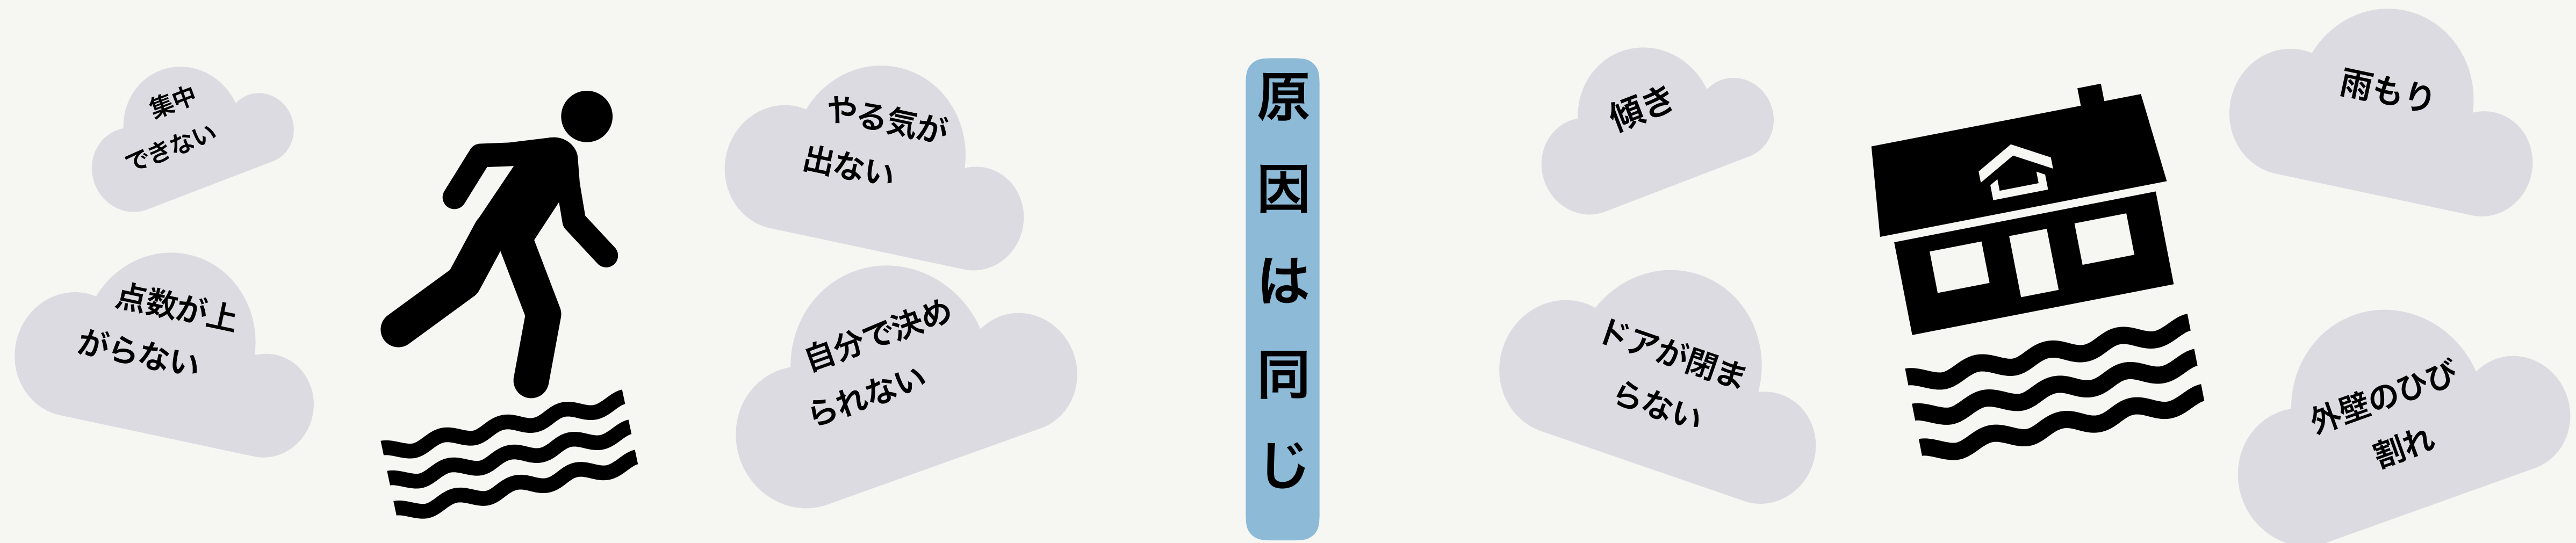 集中
できない
点数が上
がらない
やる気が
出ない
自分で決め
られない
原因は同じ
傾き
ドアが閉ま
らない
雨もり
外壁のひび
割れ